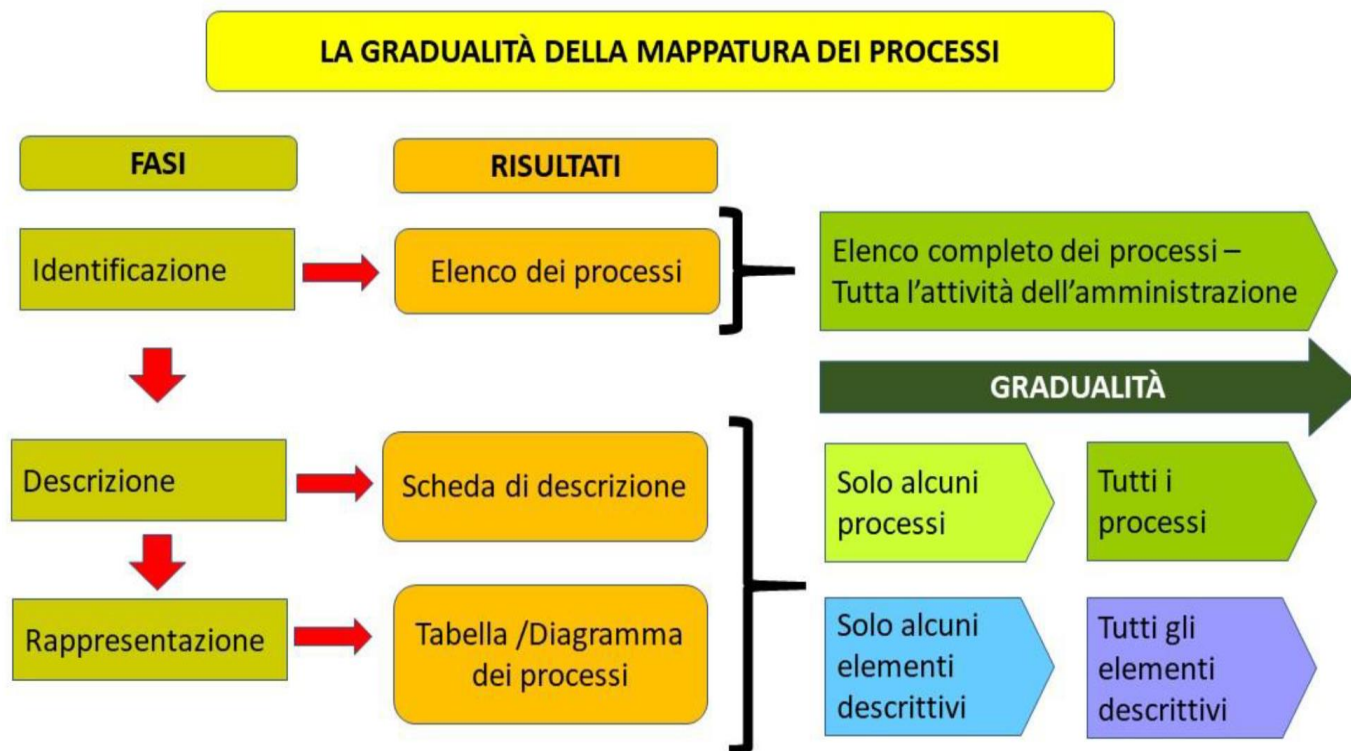 LA GRADUALITÀ DELLA MAPPATURA DEI PROCESSI
FASI
RISULTATI
Identificazione
Elenco dei processi
Elenco completo dei processi –
Tutta l’attività dell’amministrazione
GRADUALITÀ
Descrizione
Scheda di descrizione
Solo alcuni
processi
Tutti i
processi
Rappresentazione
Tabella /Diagramma
dei processi
Solo alcuni
elementi
descrittivi
Tutti gli
elementi
descrittivi